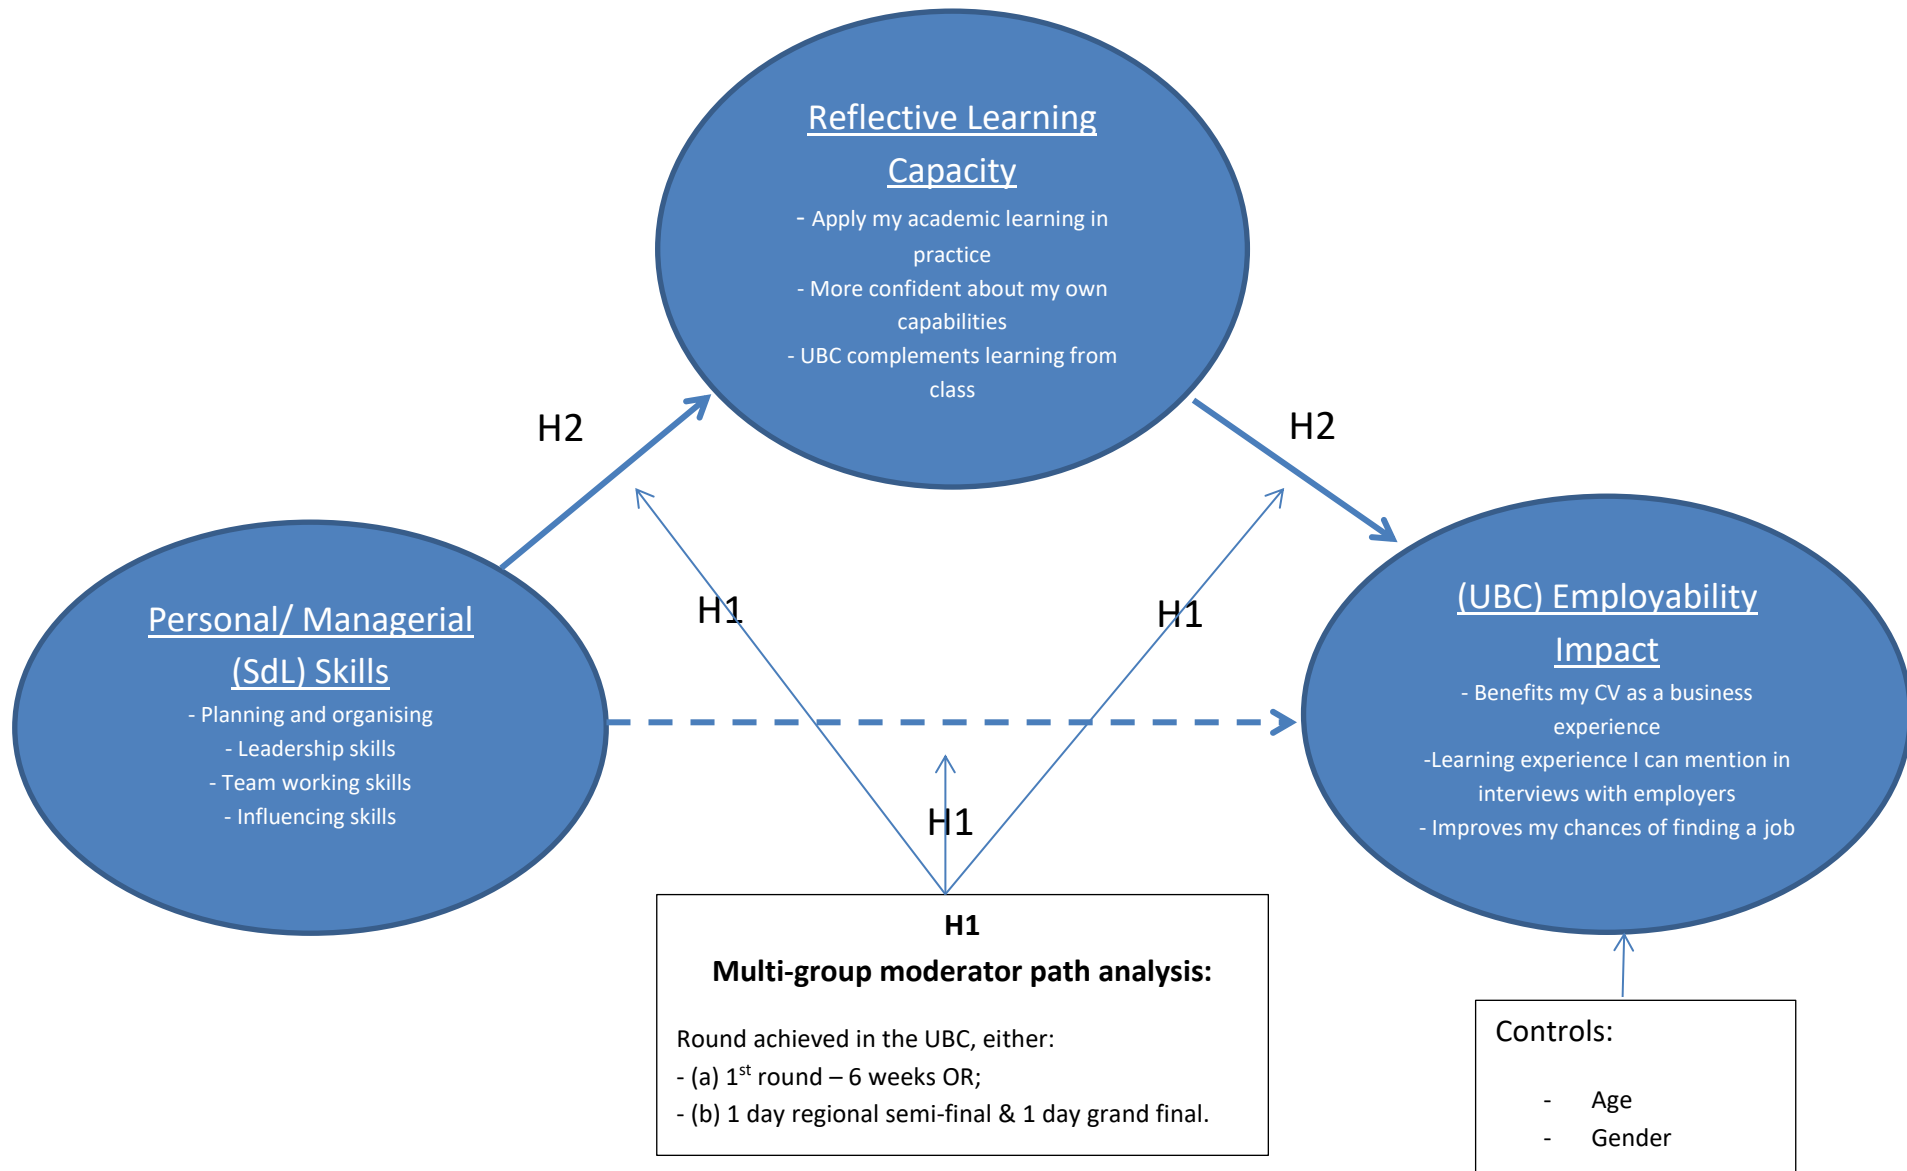 Reflective Learning
Capacity
- Apply my academic learning in
practice
- More confident about my own
capabilities
- UBC complements learning from
class
H2
H2
Personal/ Managerial
(SdL) Skills
- Planning and organising
- Leadership skills
- Team working skills
- Influencing skills
H1
H1
H1
(UBC) Employability
Impact
- Benefits my CV as a business
experience
-Learning experience I can mention in
interviews with employers
- Improves my chances of finding a job
H1
Multi-group moderator path analysis:
Round achieved in the UBC, either:
- (a) 1st round – 6 weeks OR;
- (b) 1 day regional semi-final & 1 day grand final.
Controls:
- Age
- Gender